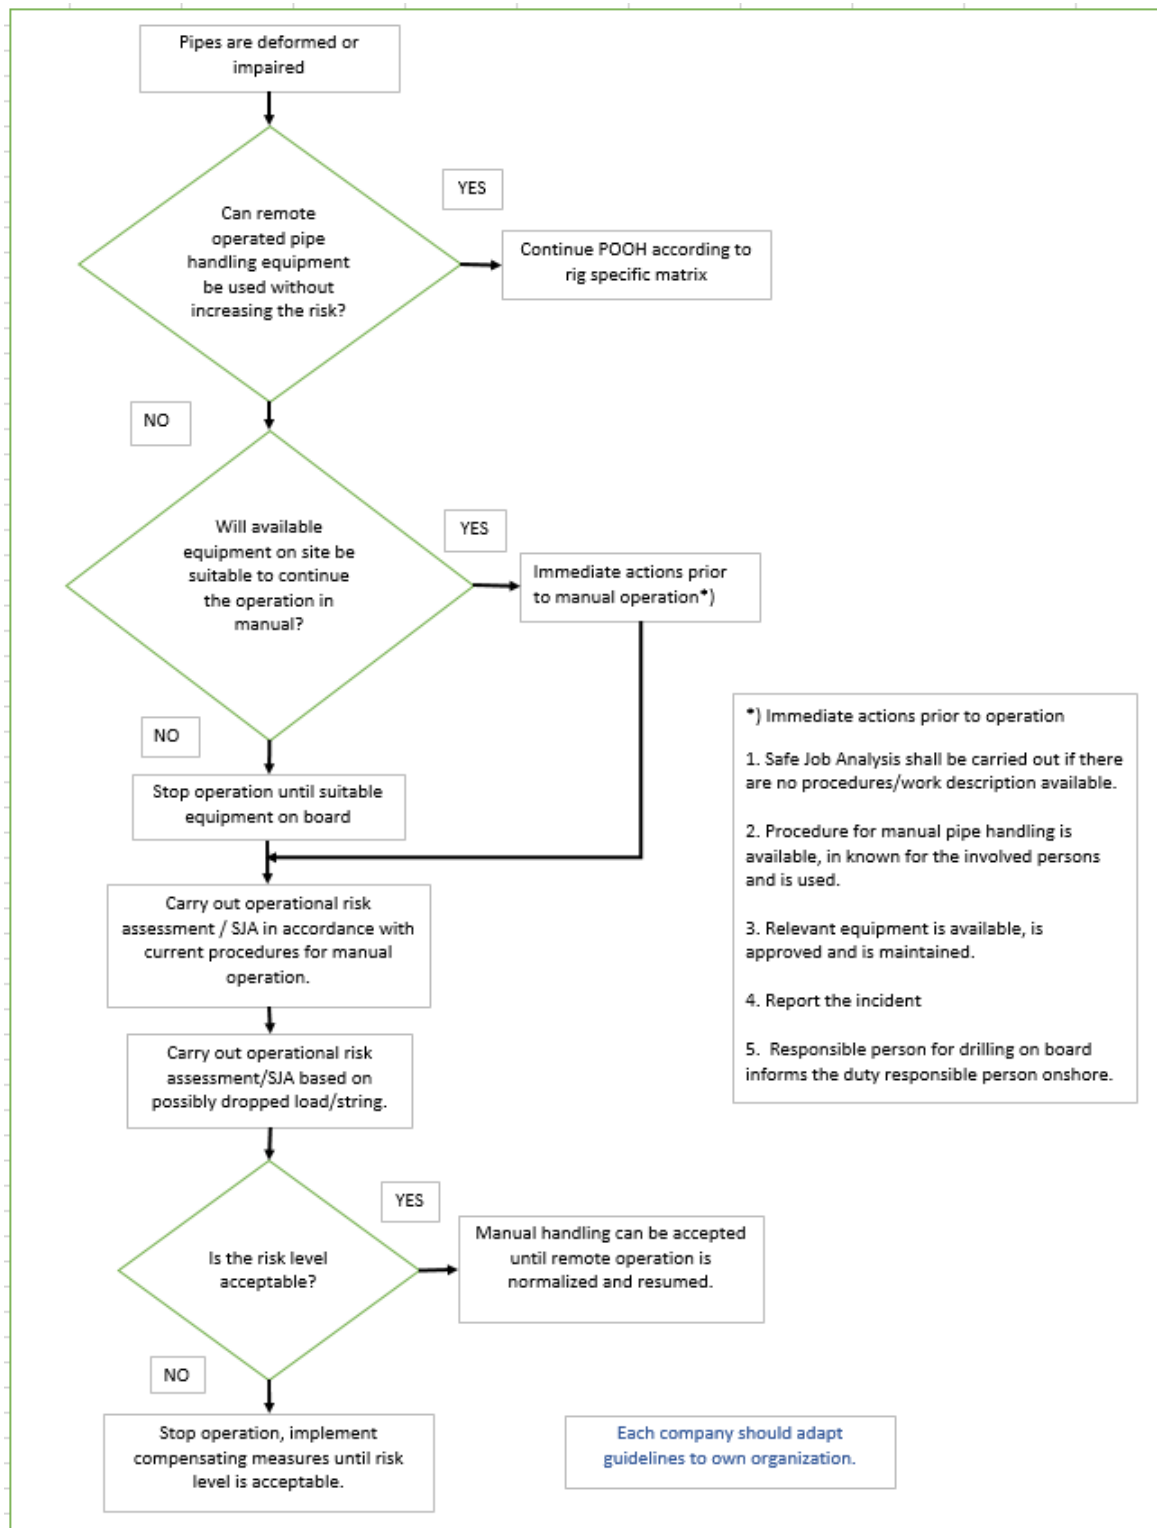 Pipes are deformed or
impaired
Can remote
operated pipe
handling equipment
be used without
increasing the risk?
YES
Continue POOH according to
rig specific matrix
NO
Will available
equipment on site be
suitable to continue
the operation in
manual?
YES
Immediate actions prior
to manual operation*)
NO
Stop operation until suitable
equipment on board
*) Immediate actions prior to operation
1. Safe Job Analysis shall be carried out if there
are no procedures/work description available.
2. Procedure for manual pipe handling is
available, in known for the involved persons
and is used.
3. Relevant equipment is available, is
approved and is maintained.
4. Report the incident
5. Responsible person for drilling on board
informs the duty responsible person onshore.
Carry out operational risk
assessment / SJA in accordance with
current procedures for manual
operation.
Carry out operational risk
assessment/SJA based on
possibly dropped load/string.
Is the risk level
acceptable?
YES
Manual handling can be accepted
until remote operation is
normalized and resumed.
NO
Stop operation, implement
compensating measures until risk
level is acceptable.
Each company should adapt
guidelines to own organization.